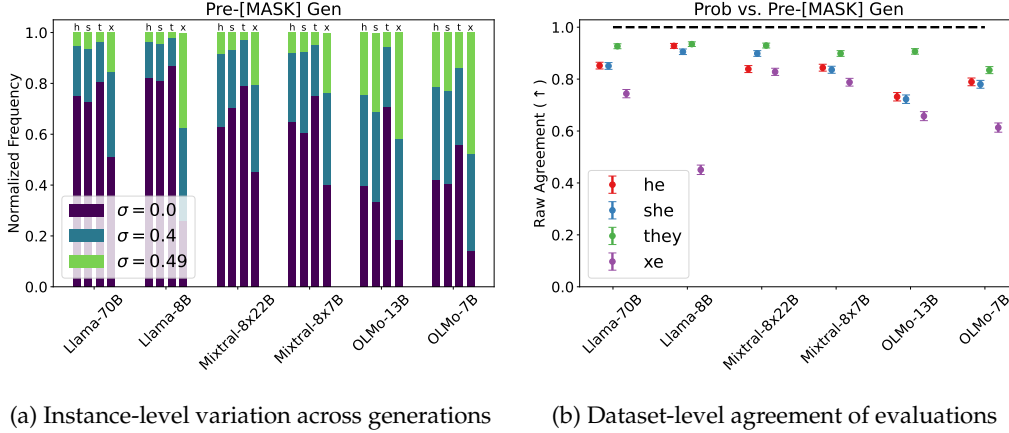 Pre-[MASK] Gen
Normalized Frequency
1.0
0.8
0.6
0.4
0.2
0.0
h s t x h s t x h s t x h s t x h s t x h s t x
σ = 0.0
σ = 0.4
σ = 0.49
Llama-70B
Llama-8B
Mixtral-8x22B
Mixtral-8x7B
OLMo-13B
OLMo-7B
(a) Instance-level variation across generations
Prob vs. Pre-[MASK] Gen
Raw Agreement (↑)
1.0
0.8
0.6
0.4
0.2
0.0
he
she
they
xe
Llama-70B
Llama-8B
Mixtral-8x22B
Mixtral-8x7B
OLMo-13B
OLMo-7B
(b) Dataset-level agreement of evaluations